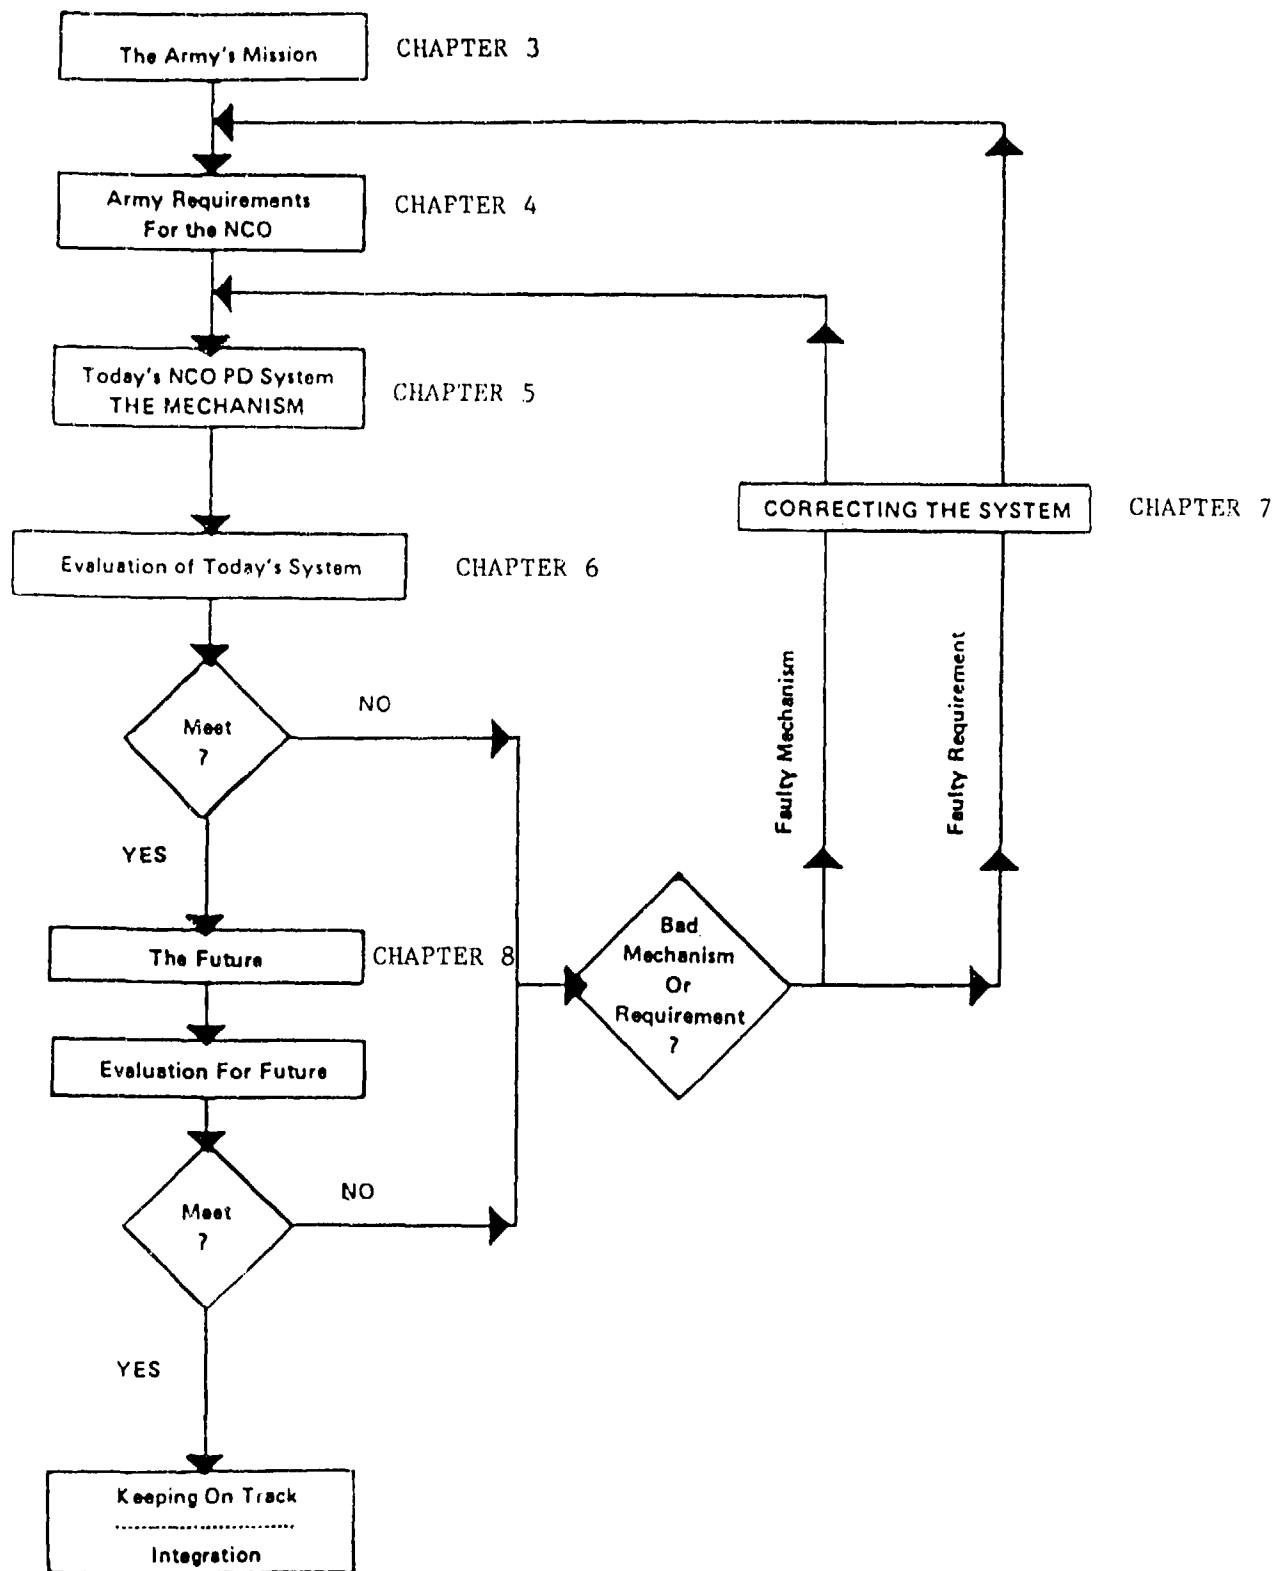 The Army's Mission
CHAPTER 3
Army Requirements
For the NCO
CHAPTER 4
Today's NCO PD System
THE MECHANISM
CHAPTER 5
CORRECTING THE SYSTEM
CHAPTER 7
Evaluation of Today's System
CHAPTER 6
Meet
?
NO
YES
Faulty Mechanism
Faulty Requirement
The Future
CHAPTER 8
Bad
Mechanism
Or
Requirement
?
Evaluation For Future
Meet
?
NO
YES
Keeping On Track
Integration